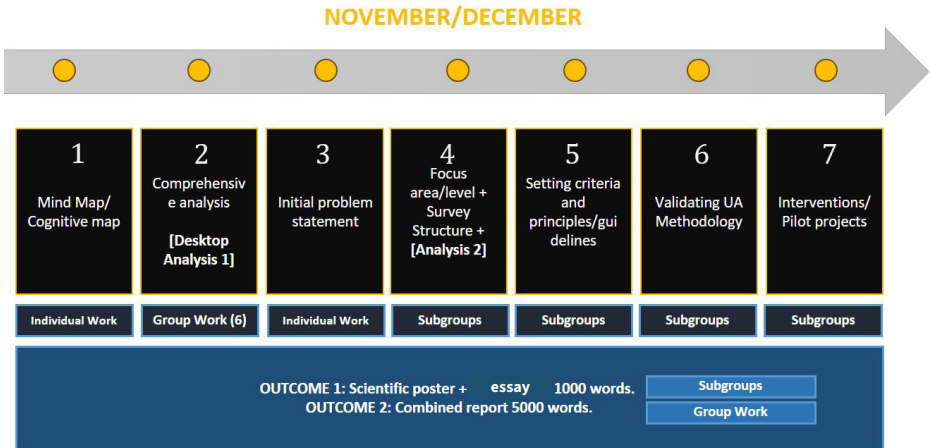 NOVEMBER/DECEMBER
1
Mind Map/
Cognitive map
2
Comprehensiv
e analysis
[Desktop
Analysis 1]
3
Initial problem
statement
4
Focus
area/level +
Survey
Structure +
[Analysis 2]
5
Setting criteria
and
principles/gui
delines
6
Validating UA
Methodology
7
Interventions/
Pilot projects
Individual Work
Group Work (6)
Individual Work
Subgroups
Subgroups
Subgroups
Subgroups
OUTCOME 1: Scientific poster + essay 1000 words.
Subgroups
OUTCOME 2: Combined report 5000 words.
Group Work